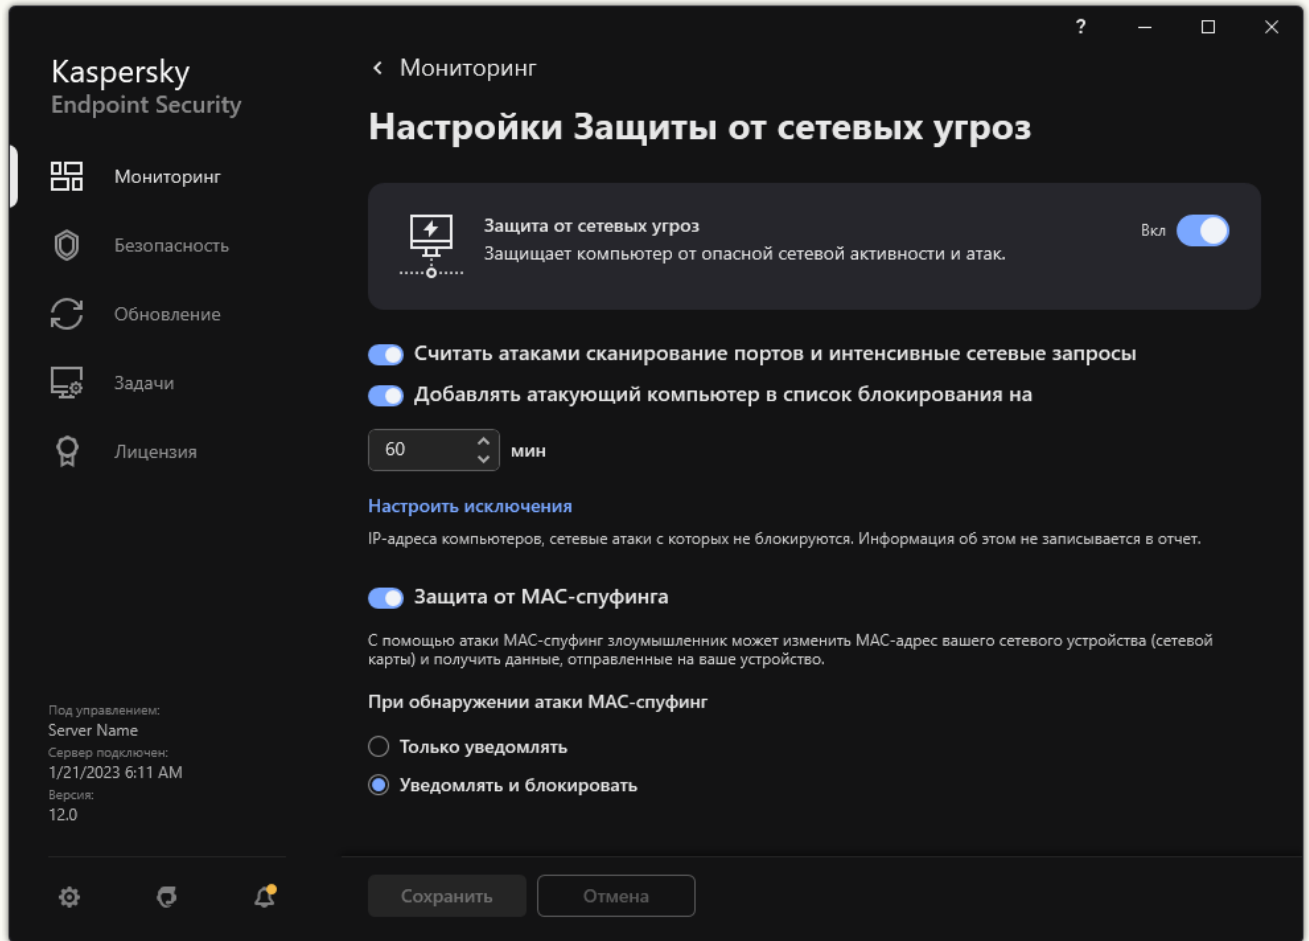 ?
Kaspersky
Endpoint Security
Мониторинг
Безопасность
Обновление
Задачи
Лицензия
Под управлением:
Server Name
Сервер подключен:
1/21/2023 6:11 AM
Версия:
12.0
Мониторинг
Настройки Защиты от сетевых угроз
Защита от сетевых угроз
Вкл
Защищает компьютер от опасной сетевой активности и атак.
Считать атаками сканирование портов и интенсивные сетевые запросы
Добавлять атакующий компьютер в список блокирования на
60 мин
Настроить исключения
IP-адреса компьютеров, сетевые атаки с которых не блокируются. Информация об этом не записывается в отчет.
Защита от MAC-спуфинга
С помощью атаки MAC-спуфинг злоумышленник может изменить MAC-адрес вашего сетевого устройства (сетевой
карты) и получить данные, отправленные на ваше устройство.
При обнаружении атаки MAC-спуфинг
Только уведомлять
Уведомлять и блокировать
Сохранить
Отмена